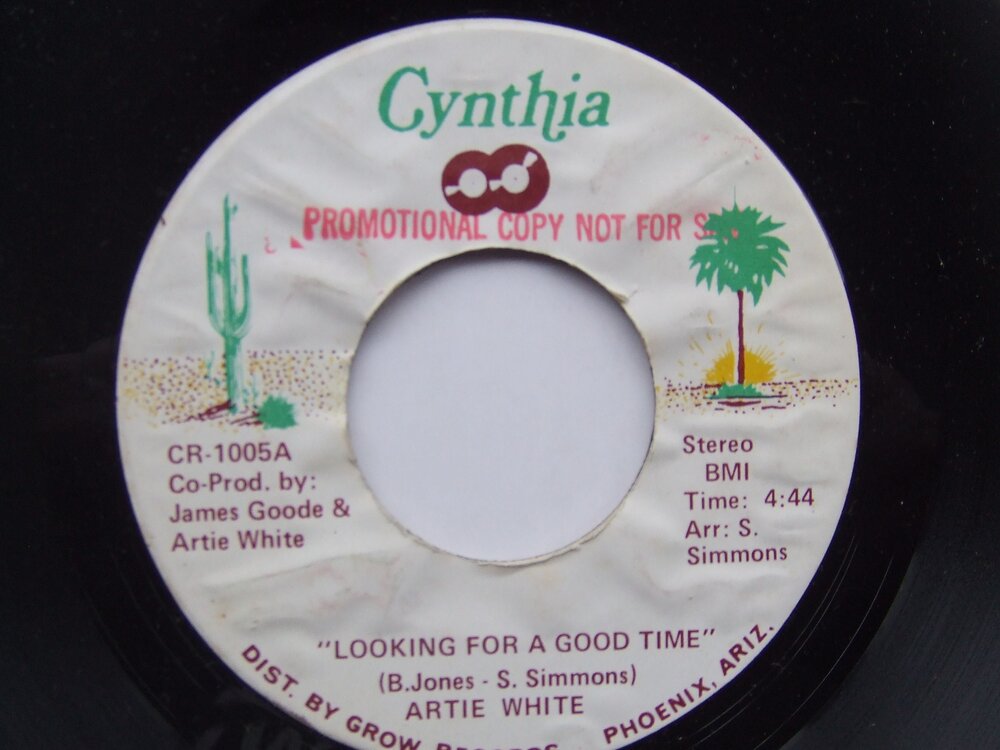 Cynthia
PROMOTIONAL COPY NOT FOR
CR-1005A
Co-Prod. by:
James Goode &
Artie White
Stereo
BMI
Time: 4:44
Arr: S.
Simmons
"LOOKING FOR A GOOD TIME"
(B.Jones - S. Simmons)
ARTIE WHITE
DIST. BY GROW RECORDS PHOENIX, ARIZ.